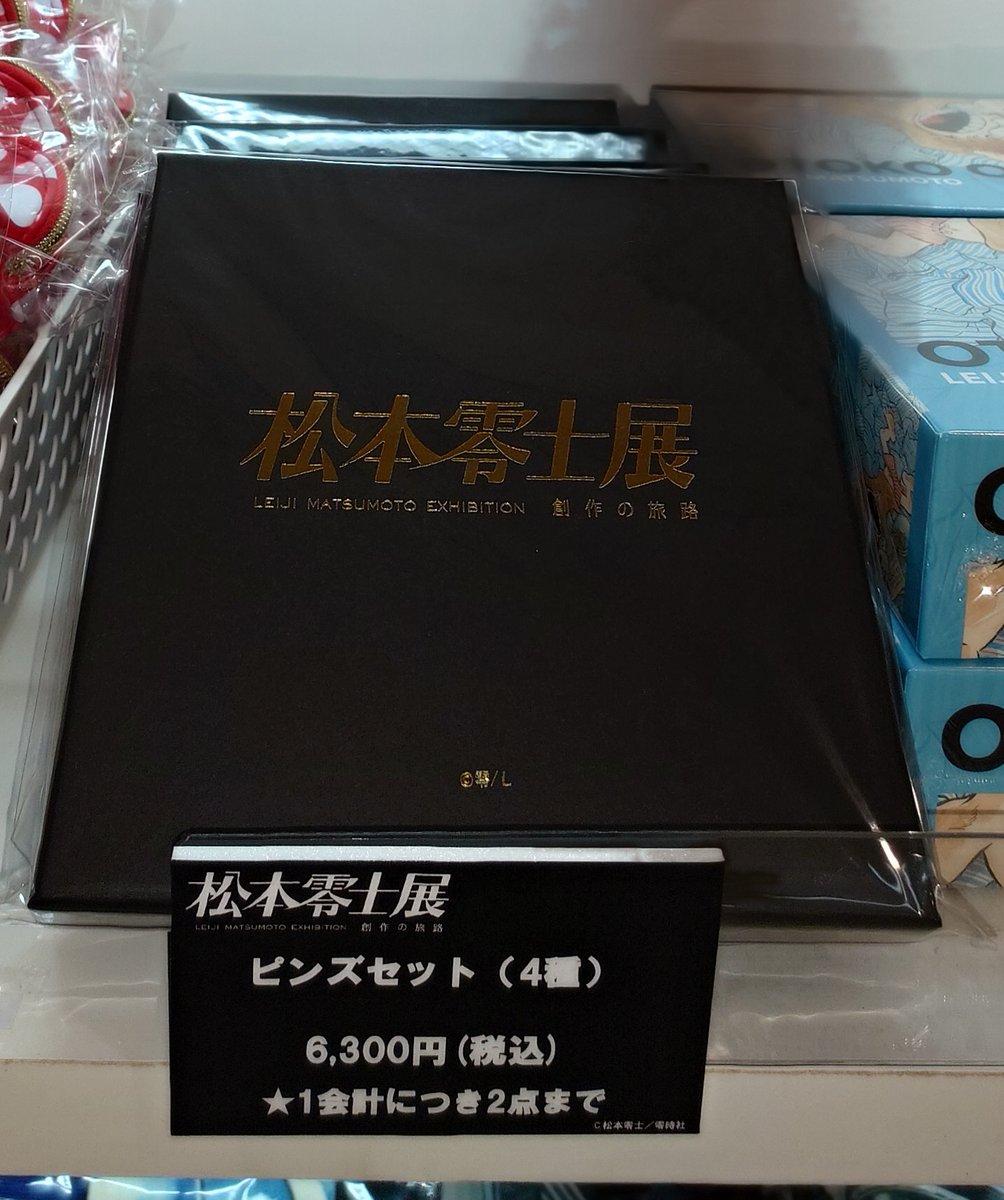 松本零士展
LEIJI MATSUMOTO EXHIBITION 創作の旅路
©零/L
松本零士展
LEIJI MATSUMOTO EXHIBITION 創作の旅路
ピンズセット（4種）
6,300円(税込)
★1会計につき2点まで
C松本零士／零時社